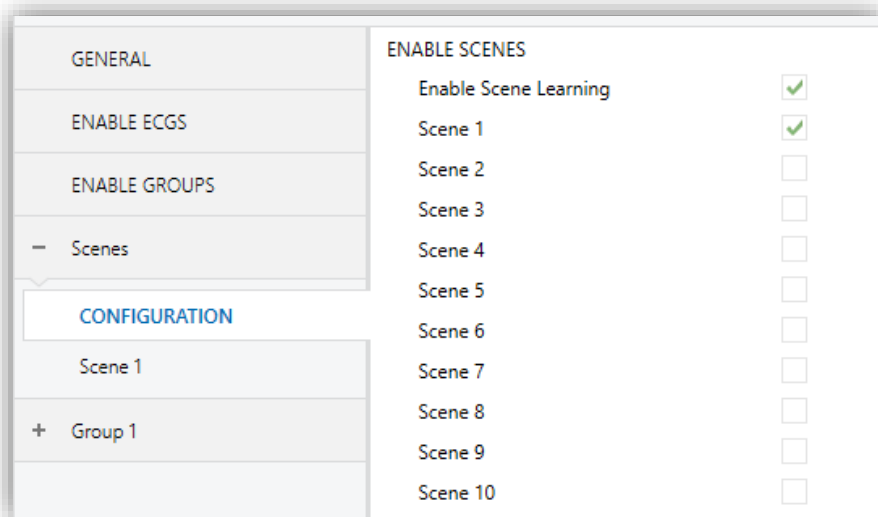 GENERAL
ENABLE ECGS
ENABLE GROUPS
Scenes
CONFIGURATION
Scene 1
Group 1
ENABLE SCENES
Enable Scene Learning
Scene 1
Scene 2
Scene 3
Scene 4
Scene 5
Scene 6
Scene 7
Scene 8
Scene 9
Scene 10